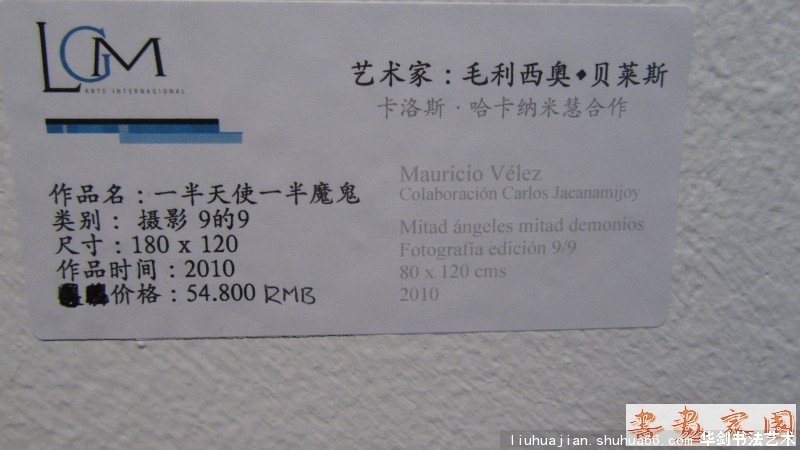 LGM
ARTE INTERNACIONAL
艺术家：毛利西奥◆贝莱斯
卡洛斯·哈卡纳米慧合作
作品名：一半天使一半魔鬼
类别： 摄影 9的9
尺寸：180 x 120
作品时间：2010
价格：54.800 RMB
Mauricio Vélez
Colaboración Carlos Jacanamijoy
Mitad ángeles mitad demonios
Fotografía edición 9/9
80 x 120 cms
2010
书画家园
liuhuajian.shuhua66.com 华剑书法艺术